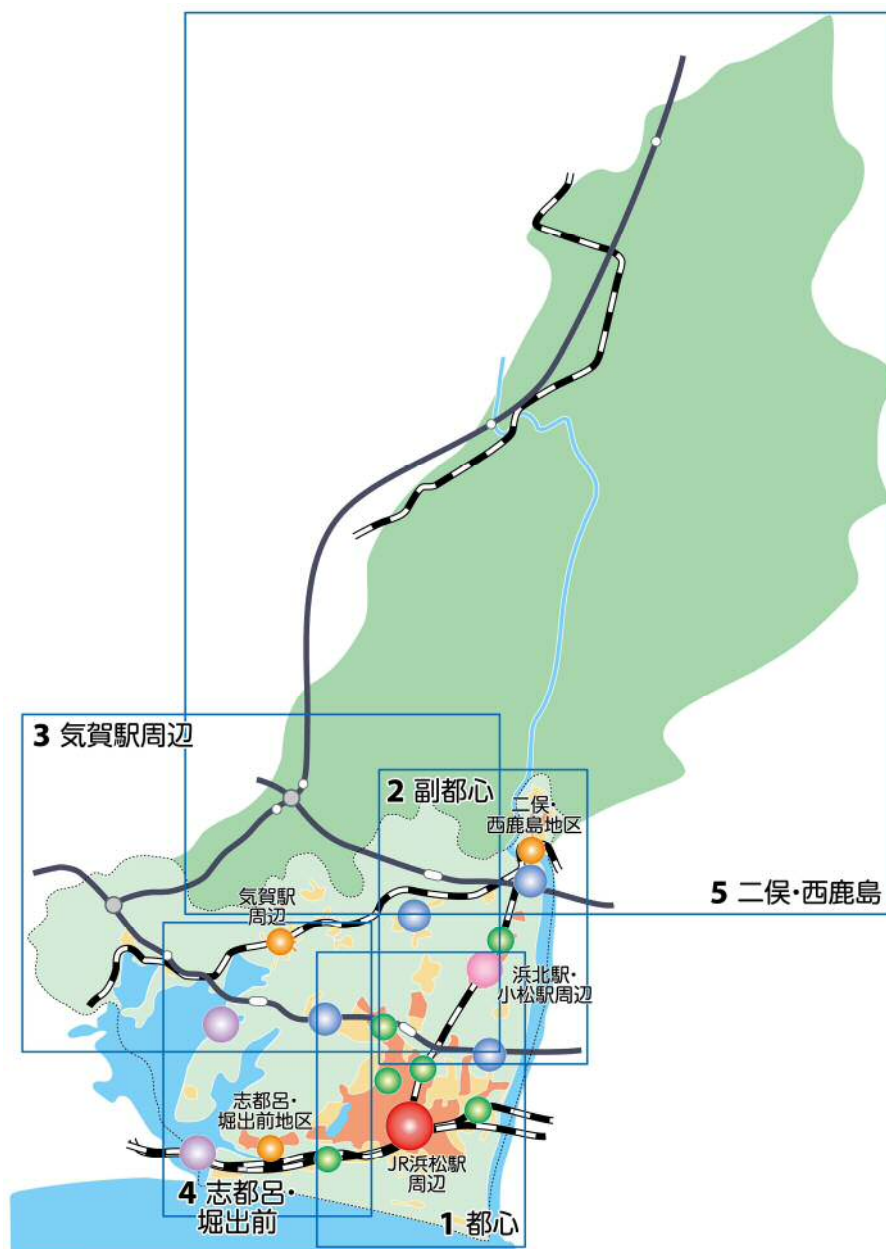 3 気賀駅周辺
2 副都心
二俣・
西鹿島地区
5 二俣・西鹿島
気賀駅
周辺
浜北駅・
小松駅周辺
志都呂・
堀出前地区
JR浜松駅
周辺
4 志都呂・
堀出前
1 都心